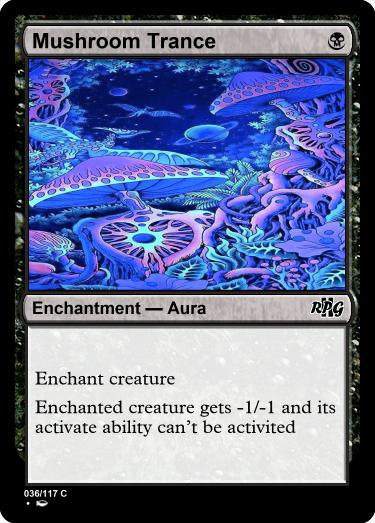 Mushroom Trance
Enchantment — Aura
RPG
Enchant creature
Enchanted creature gets -1/-1 and its
activate ability can't be activited
036/117 C